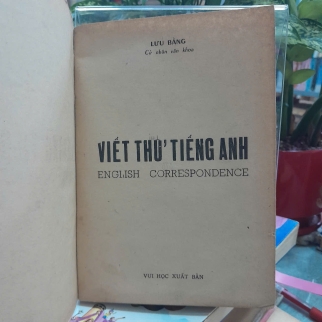 LƯU BẰNG
Cử nhân văn khoa
VIẾT THƯ TIẾNG ANH
ENGLISH CORRESPONDENCE
VUI HỌC XUẤT BẢN